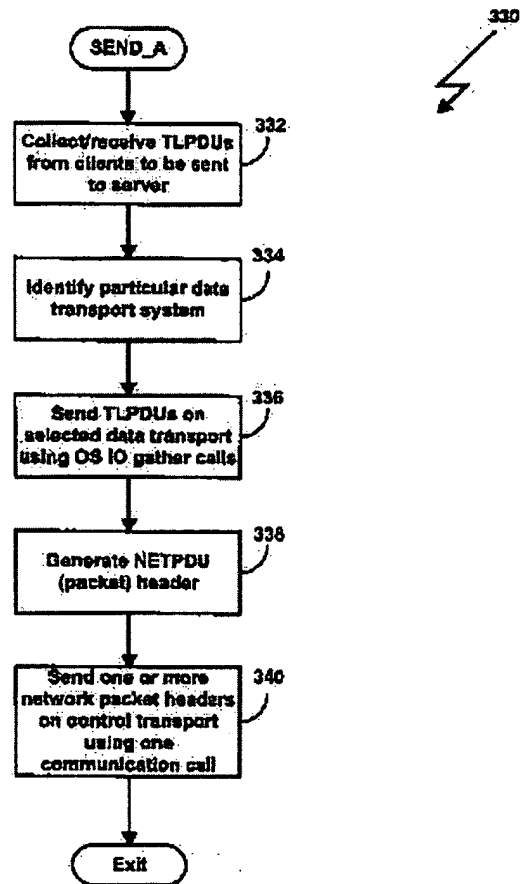 330
SEND_A
332
Collect/receive TLPDUs
from clients to be sent
to server
334
Identify particular data
transport system
336
Send TLPDUs on
selected data transport
using OS IO gather calls
338
Generate NETPDU
(packet) header
340
Send one or more
network packet headers
on control transport
using one
communication call
Exit